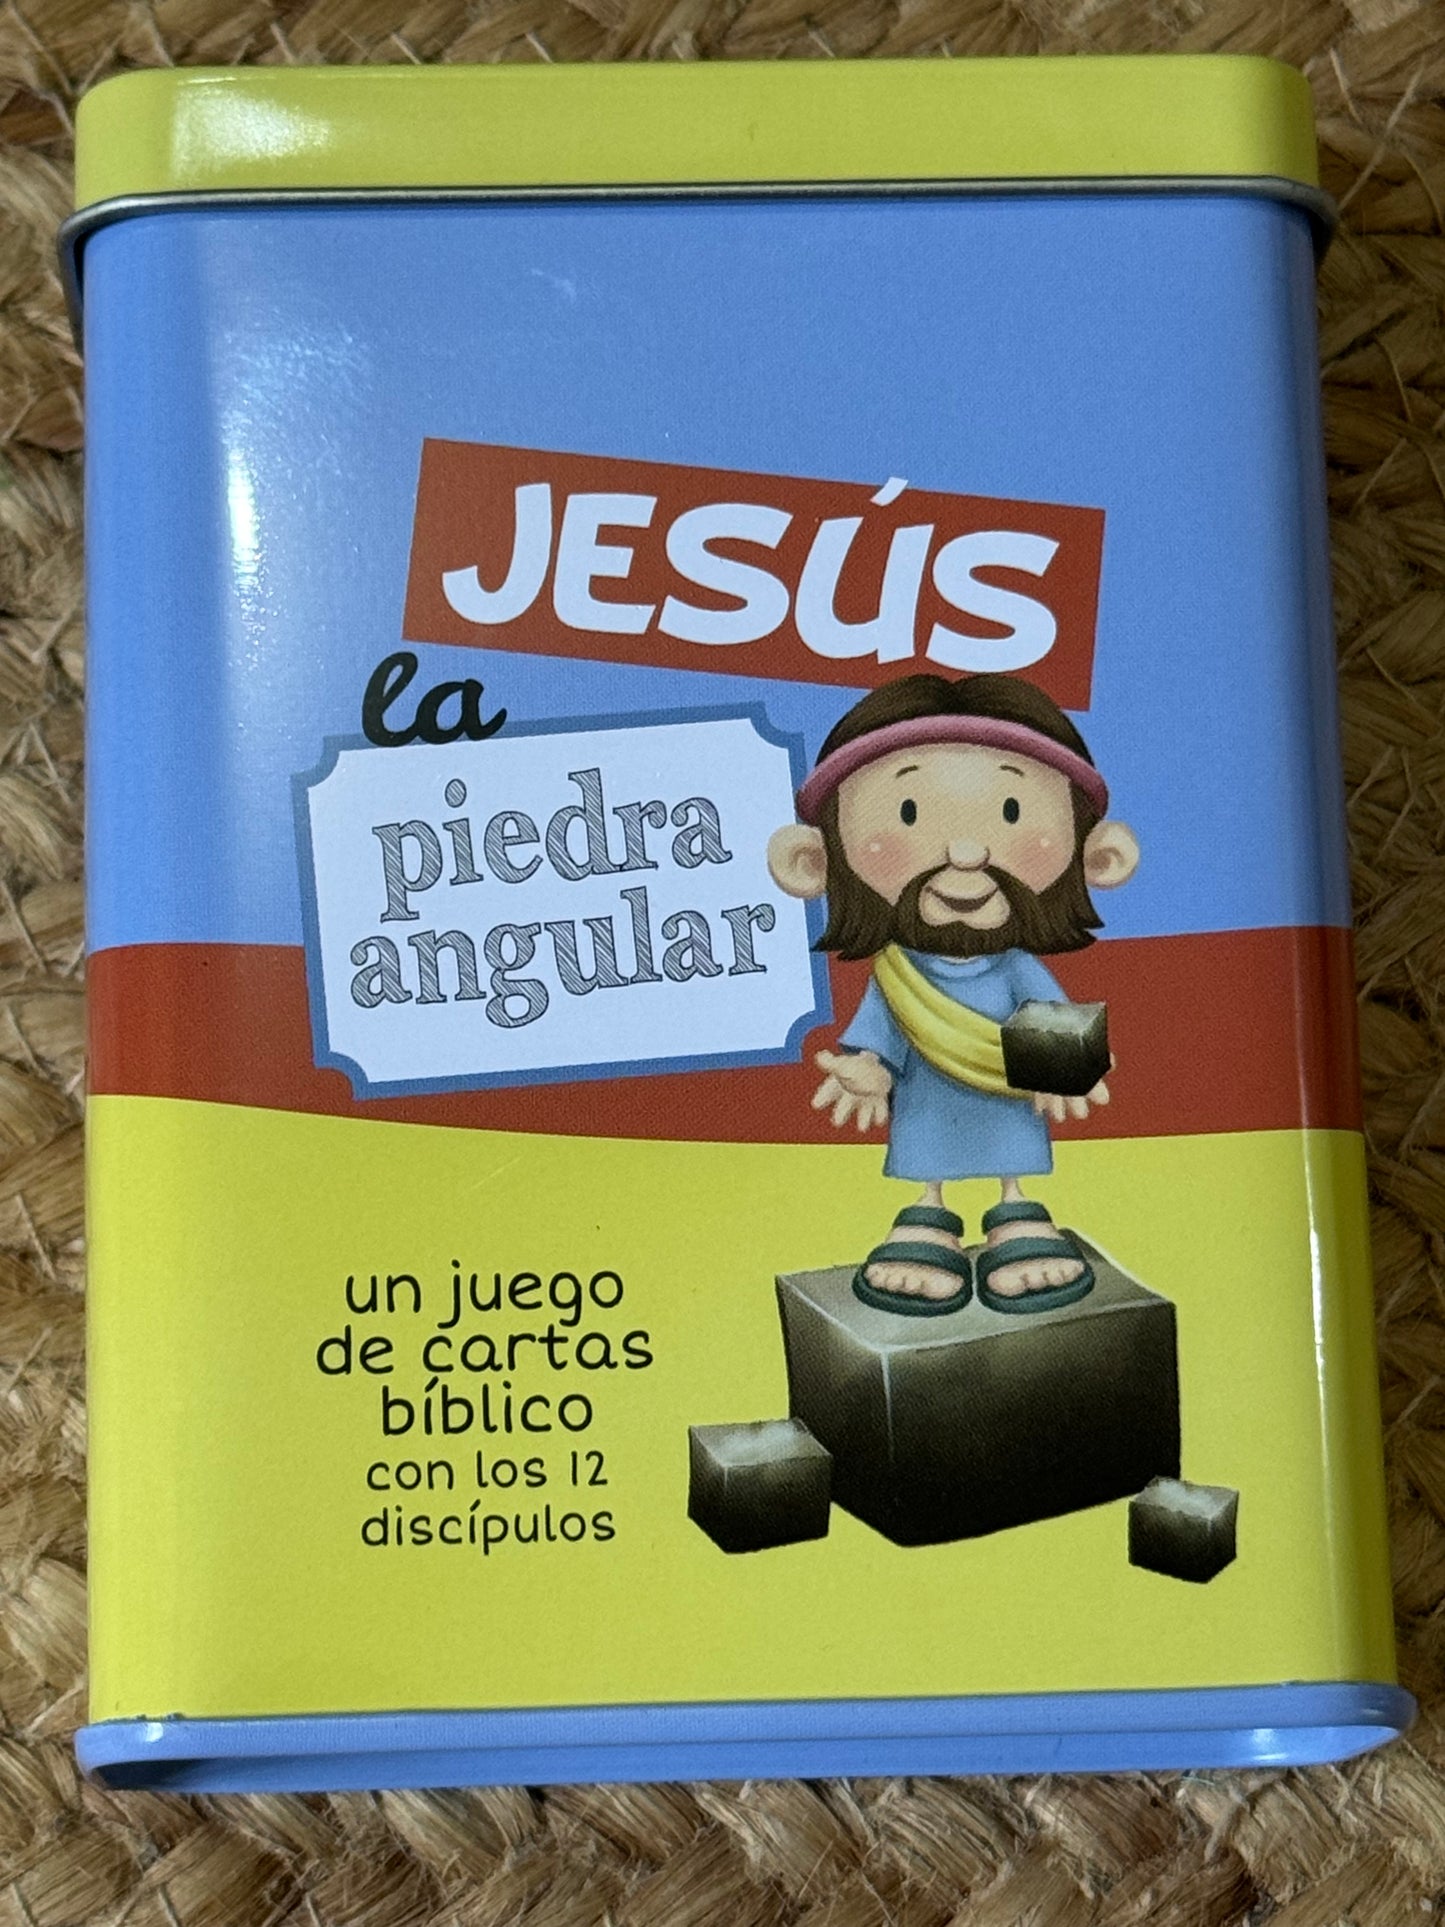 JESÚS
la
piedra
angular
un juego
de cartas
bíblico
con los 12
discípulos